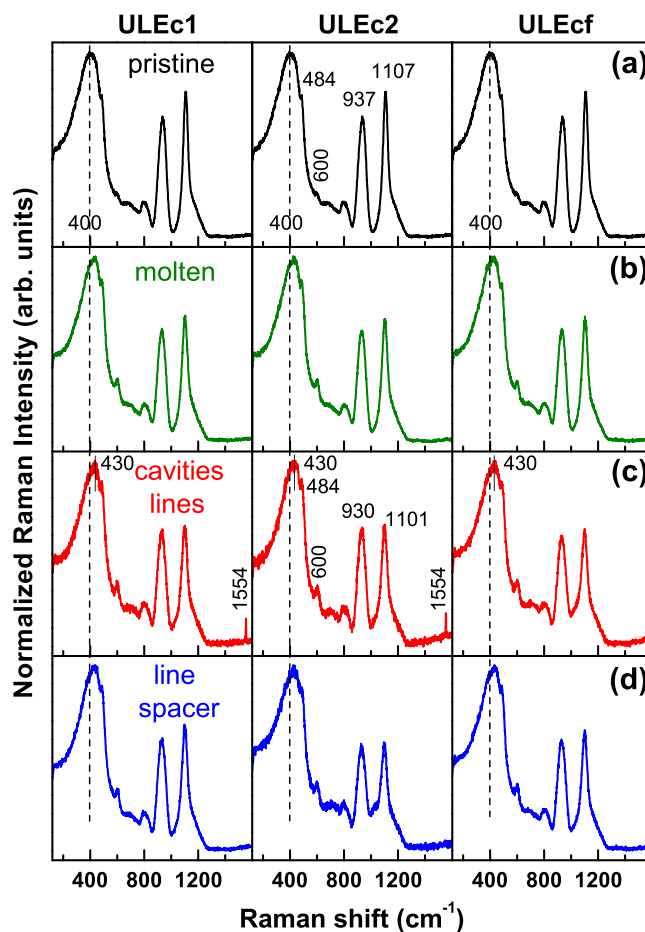 ULEc1 ULEc2 ULEcf
pristine 484 1107 (a)
937
600
400 400 400
molten (b)
430 cavities 430 430 (c)
lines 484
930 1101
600
1554 1554
line (d)
spacer
Normalized Raman Intensity (arb. units)
400 800 1200 400 800 1200 400 800 1200
Raman shift (cm⁻¹)